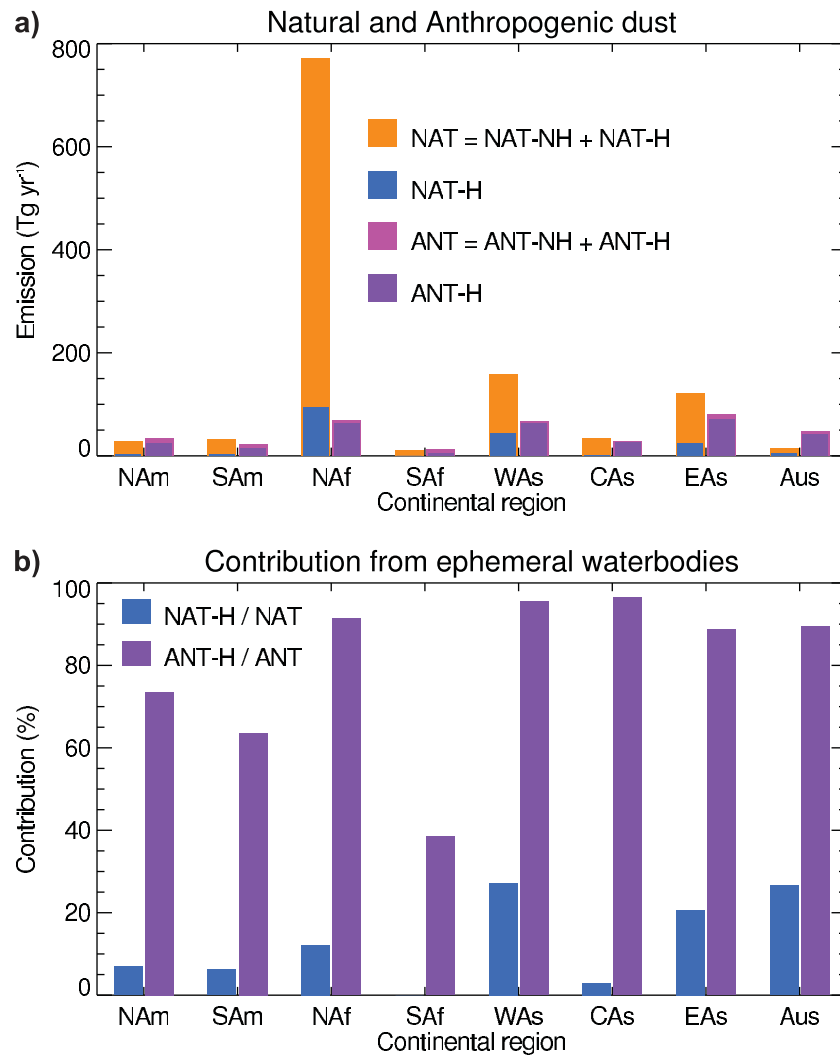 a)
Natural and Anthropogenic dust
800
600
400
200
0
Emission (Tg yr⁻¹)
NAT = NAT-NH + NAT-H
NAT-H
ANT = ANT-NH + ANT-H
ANT-H
NAm SAm NAf SAf WAs CAs EAs Aus
Continental region
b)
Contribution from ephemeral waterbodies
100
80
60
40
20
0
Contribution (%)
NAT-H / NAT
ANT-H / ANT
NAm SAm NAf SAf WAs CAs EAs Aus
Continental region